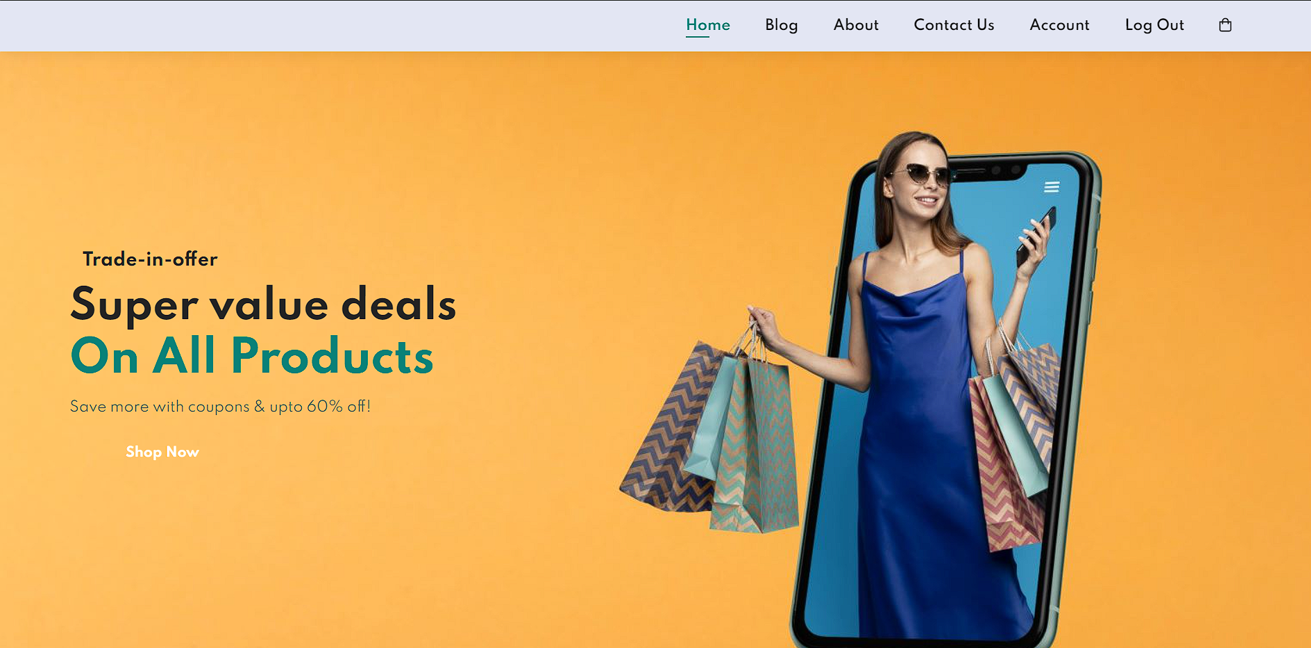 Home Blog About Contact Us Account Log Out
Trade-in-offer
Super value deals
On All Products
Save more with coupons & upto 60% off!
Shop Now